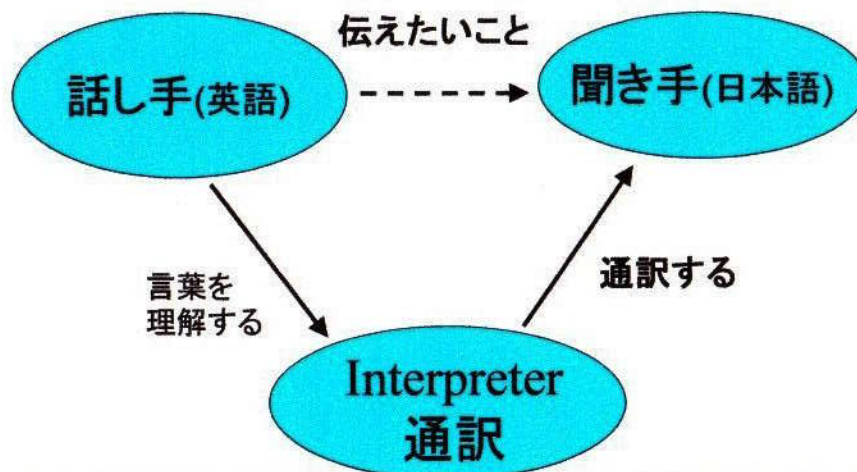 伝えたいこと
話し手(英語)
聞き手(日本語)
言葉を
理解する
通訳する
Interpreter
通訳